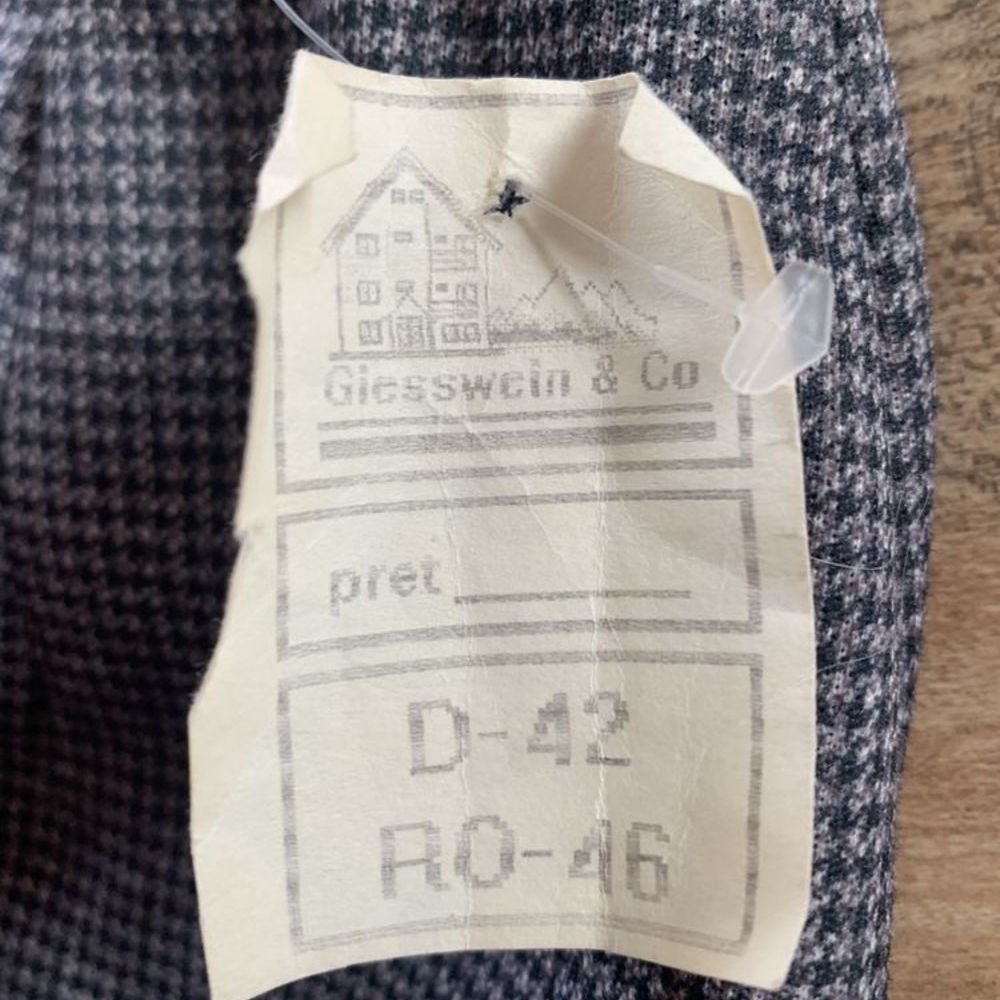 Giesswein & Co
pret
D-42
RO-46